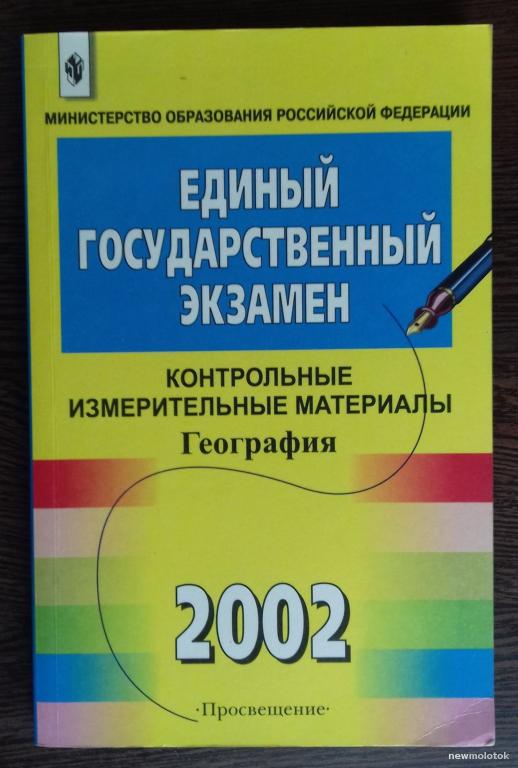 МИНИСТЕРСТВО ОБРАЗОВАНИЯ РОССИЙСКОЙ ФЕДЕРАЦИИ
ЕДИНЫЙ
ГОСУДАРСТВЕННЫЙ
ЭКЗАМЕН
КОНТРОЛЬНЫЕ
ИЗМЕРИТЕЛЬНЫЕ МАТЕРИАЛЫ
География
2002
·Просвещение·
newmolotok